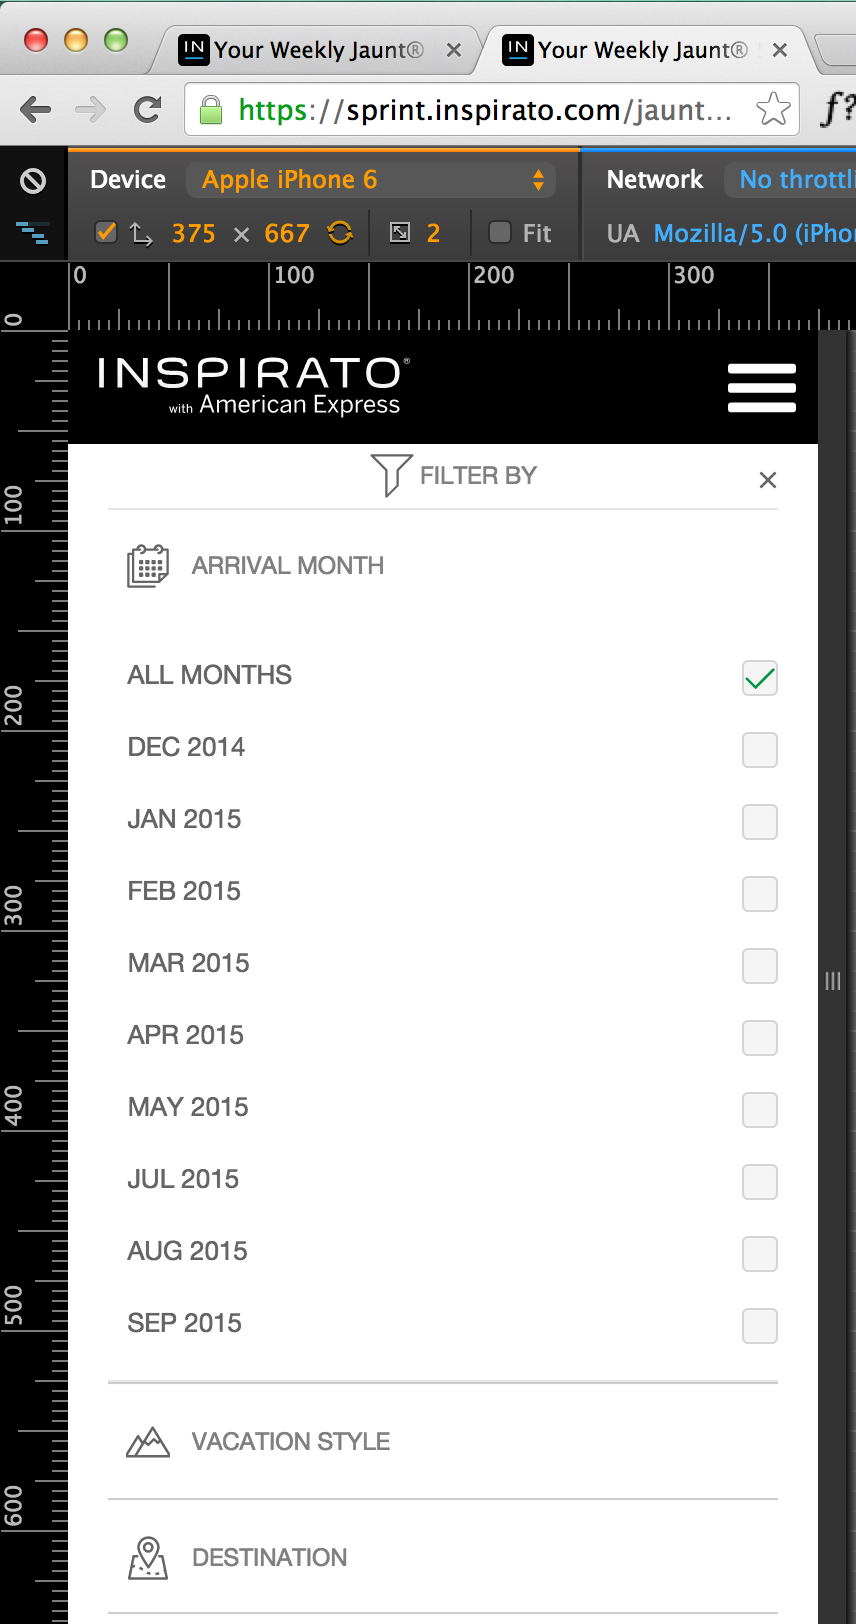 IN Your Weekly Jaunt® × IN Your Weekly Jaunt® ×
https://sprint.inspirato.com/jaunt... f?
Device Apple iPhone 6 Network No throttli
375 × 667 2 Fit UA Mozilla/5.0 (iPho
0 100 200 300
0
100
200
300
400
500
600
INSPIRATO®
with American Express
FILTER BY ×
ARRIVAL MONTH
ALL MONTHS
DEC 2014
JAN 2015
FEB 2015
MAR 2015
APR 2015
MAY 2015
JUL 2015
AUG 2015
SEP 2015
VACATION STYLE
DESTINATION